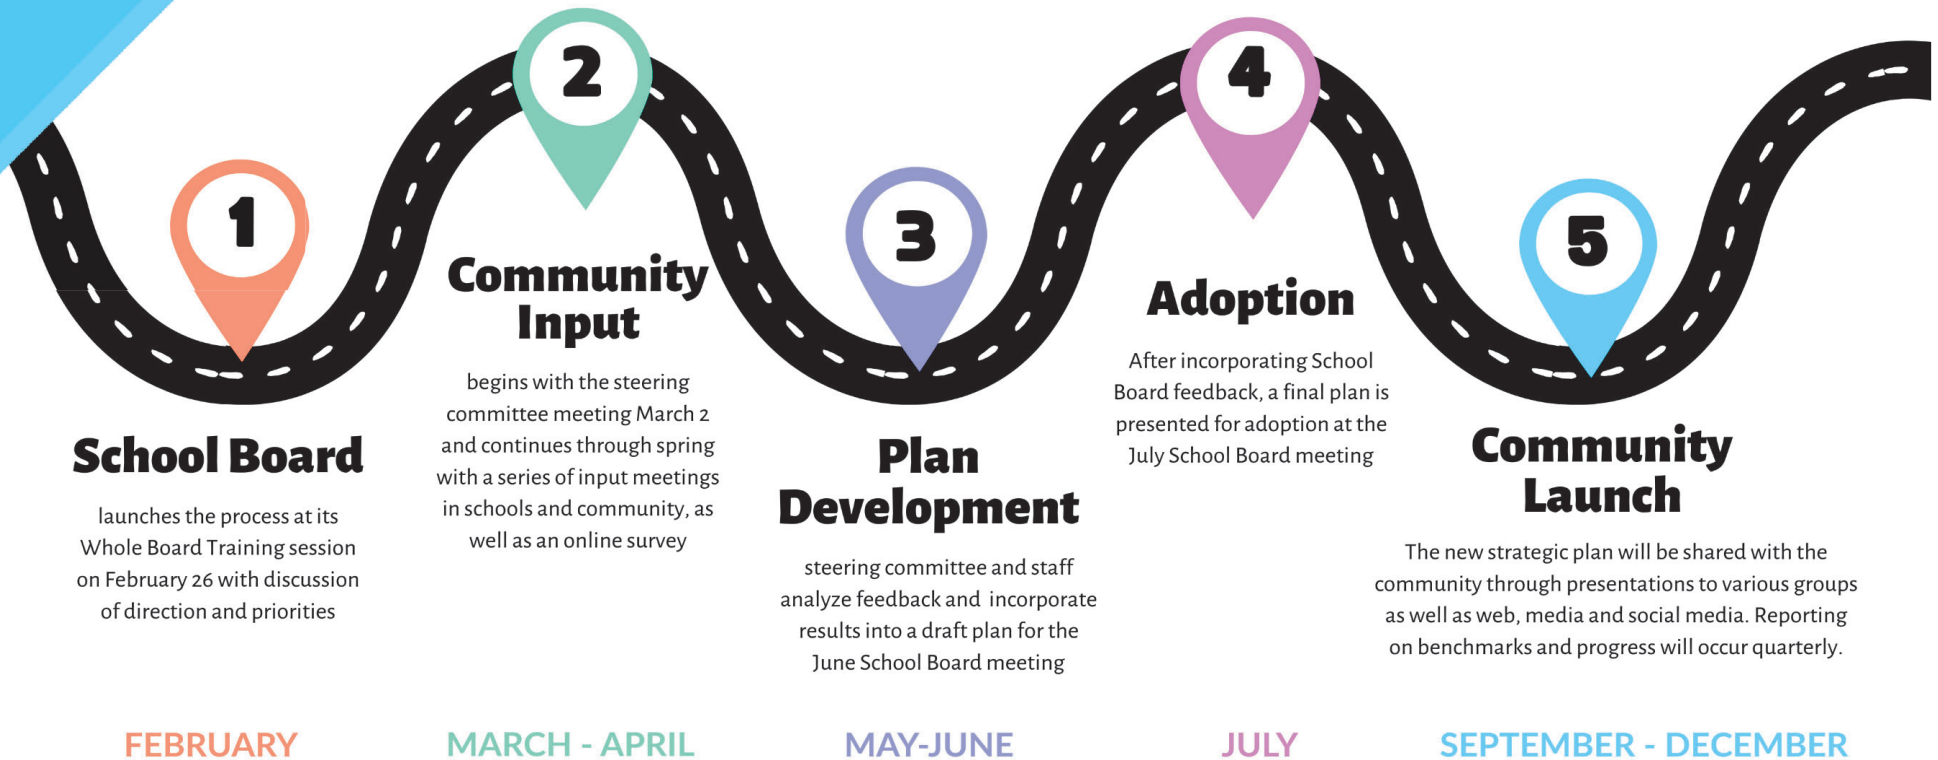 1
School Board
launches the process at its
Whole Board Training session
on February 26 with discussion
of direction and priorities
FEBRUARY
2
Community
Input
begins with the steering
committee meeting March 2
and continues through spring
with a series of input meetings
in schools and community, as
well as an online survey
MARCH - APRIL
3
Plan
Development
steering committee and staff
analyze feedback and incorporate
results into a draft plan for the
June School Board meeting
MAY-JUNE
4
Adoption
After incorporating School
Board feedback, a final plan is
presented for adoption at the
July School Board meeting
JULY
5
Community
Launch
The new strategic plan will be shared with the
community through presentations to various groups
as well as web, media and social media. Reporting
on benchmarks and progress will occur quarterly.
SEPTEMBER - DECEMBER